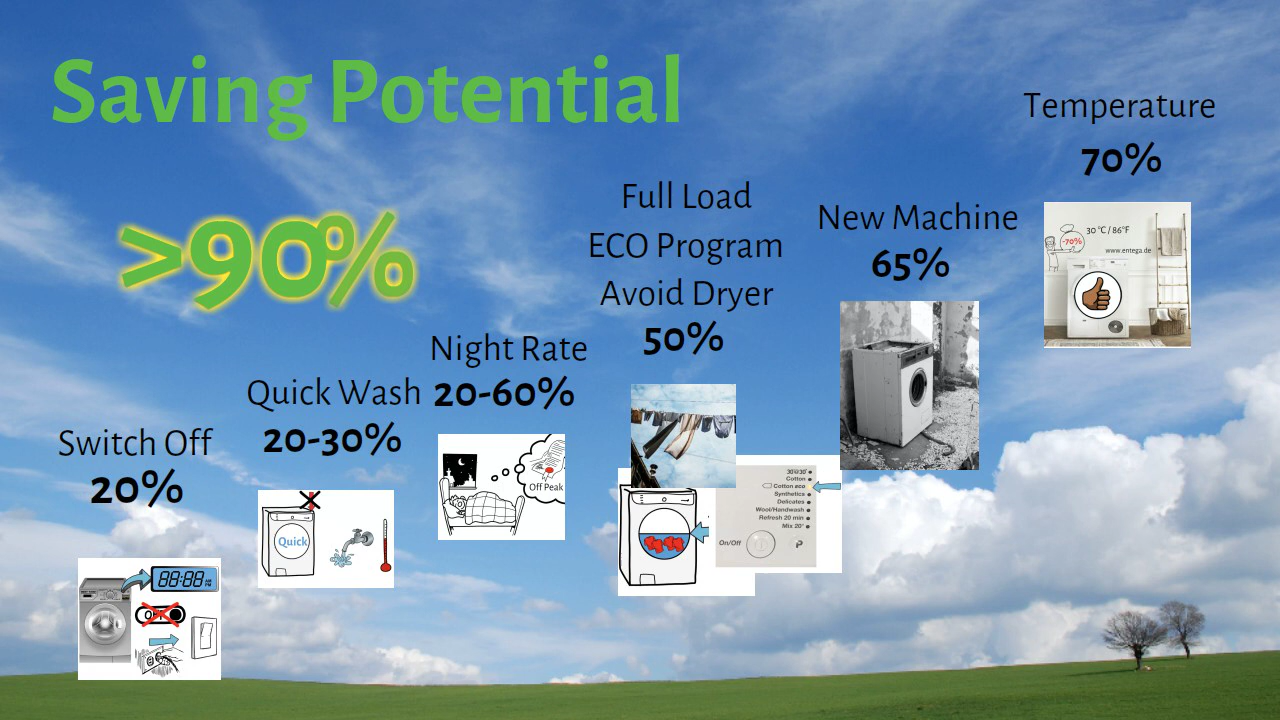 Saving Potential
>90%
Switch Off
20%
Quick Wash
20-30%
Night Rate
20-60%
Full Load
ECO Program
Avoid Dryer
50%
New Machine
65%
Temperature
70%
88:88
Quick
Off Peak
30'@30°
Cotton
Cotton eco
Synthetics
Delicates
Wool/Handwash
Refresh 20 min
Mix 20°
On/Off
30 °C / 86°F
-70%
www.entega.de